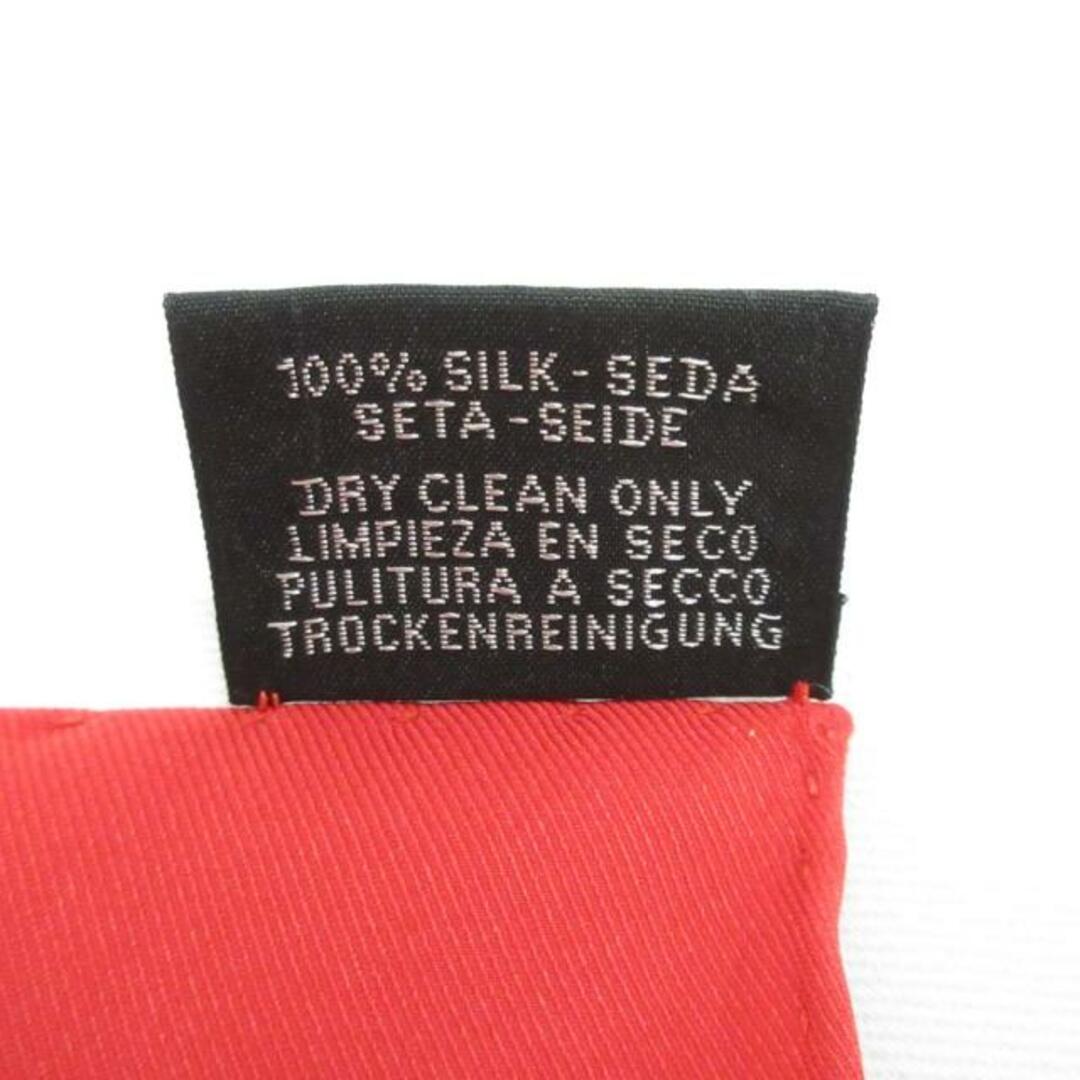 100% SILK - SEDA
SETA - SEIDE
DRY CLEAN ONLY
LIMPIEZA EN SECO
PULITURA A SECCO
TROCKENREINIGUNG